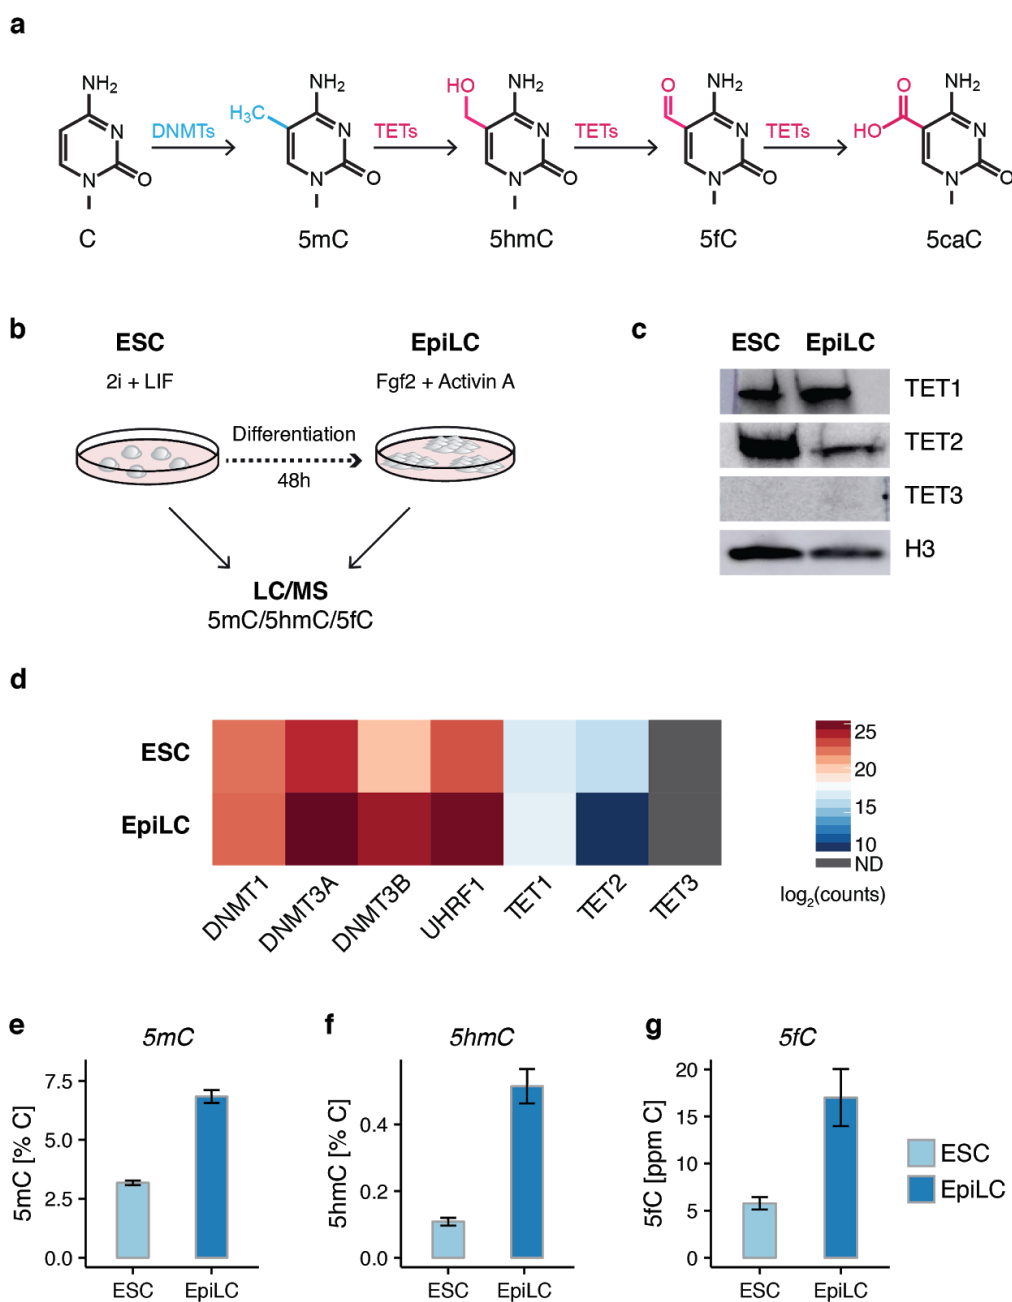 a
NH₂
N
N
O
C
DNMTs
H₃C
NH₂
N
N
O
5mC
TETs
HO
NH₂
N
N
O
5hmC
TETs
O
NH₂
N
N
O
5fC
TETs
O
HO
NH₂
N
N
O
5caC
b
ESC
EpiLC
2i + LIF
Fgf2 + Activin A
Differentiation
48h
LC/MS
5mC/5hmC/5fC
c
ESC EpiLC
TET1
TET2
TET3
H3
d
ESC
EpiLC
DNMT1
DNMT3A
DNMT3B
UHRF1
TET1
TET2
TET3
25
20
15
10
ND
log₂(counts)
e
5mC
5mC [% C]
7.5
5.0
2.5
0.0
ESC EpiLC
f
5hmC
5hmC [% C]
0.4
0.2
0.0
ESC EpiLC
g
5fC
5fC [ppm C]
20
15
10
5
0
ESC EpiLC
ESC
EpiLC